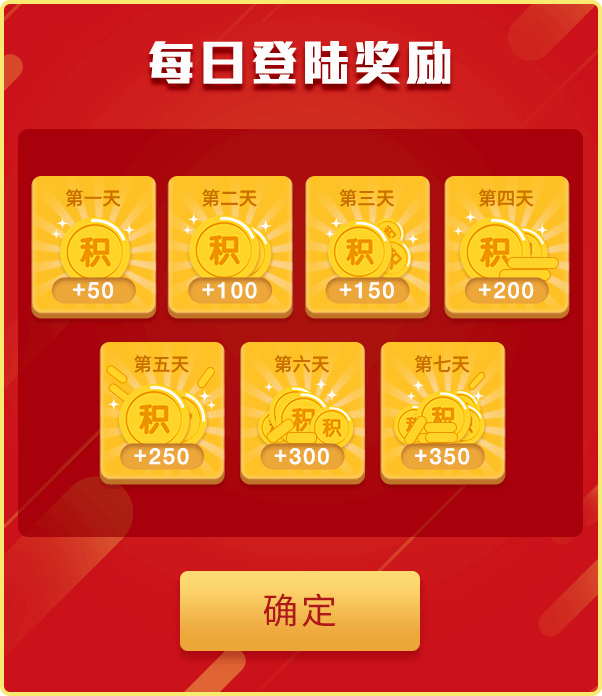 每日登陆奖励
第一天 第二天 第三天 第四天
积 积 积 积
+50 +100 +150 +200
第五天 第六天 第七天
积 积 积 积
+250 +300 +350
确定